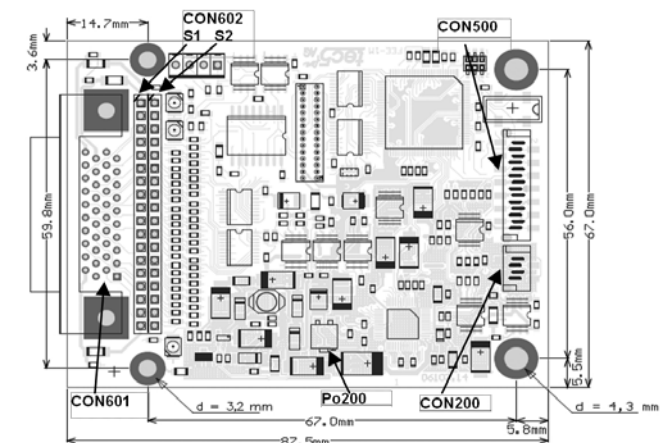 14.7mm
CON602
S1 S2
CON500
3.6mm
tec5
59.8mm
56.0mm
67.0mm
5.5mm
CON601
Po200
CON200
d = 3,2 mm
d = 4,3 mm
67.0mm
5.8mm
87.5mm